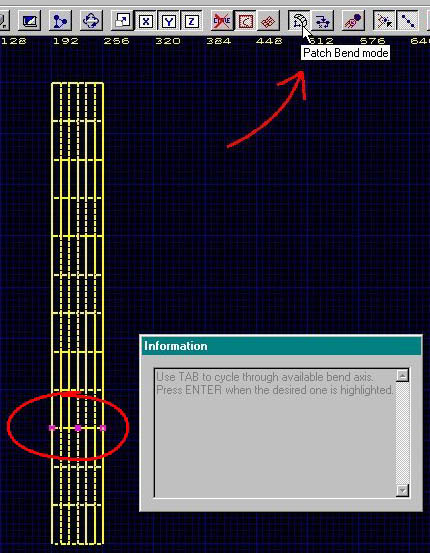 X Y Z
Patch Bend mode
128 192 256 320 384 448 512 576 64
Information
Use TAB to cycle through available bend axis.
Press ENTER when the desired one is highlighted.